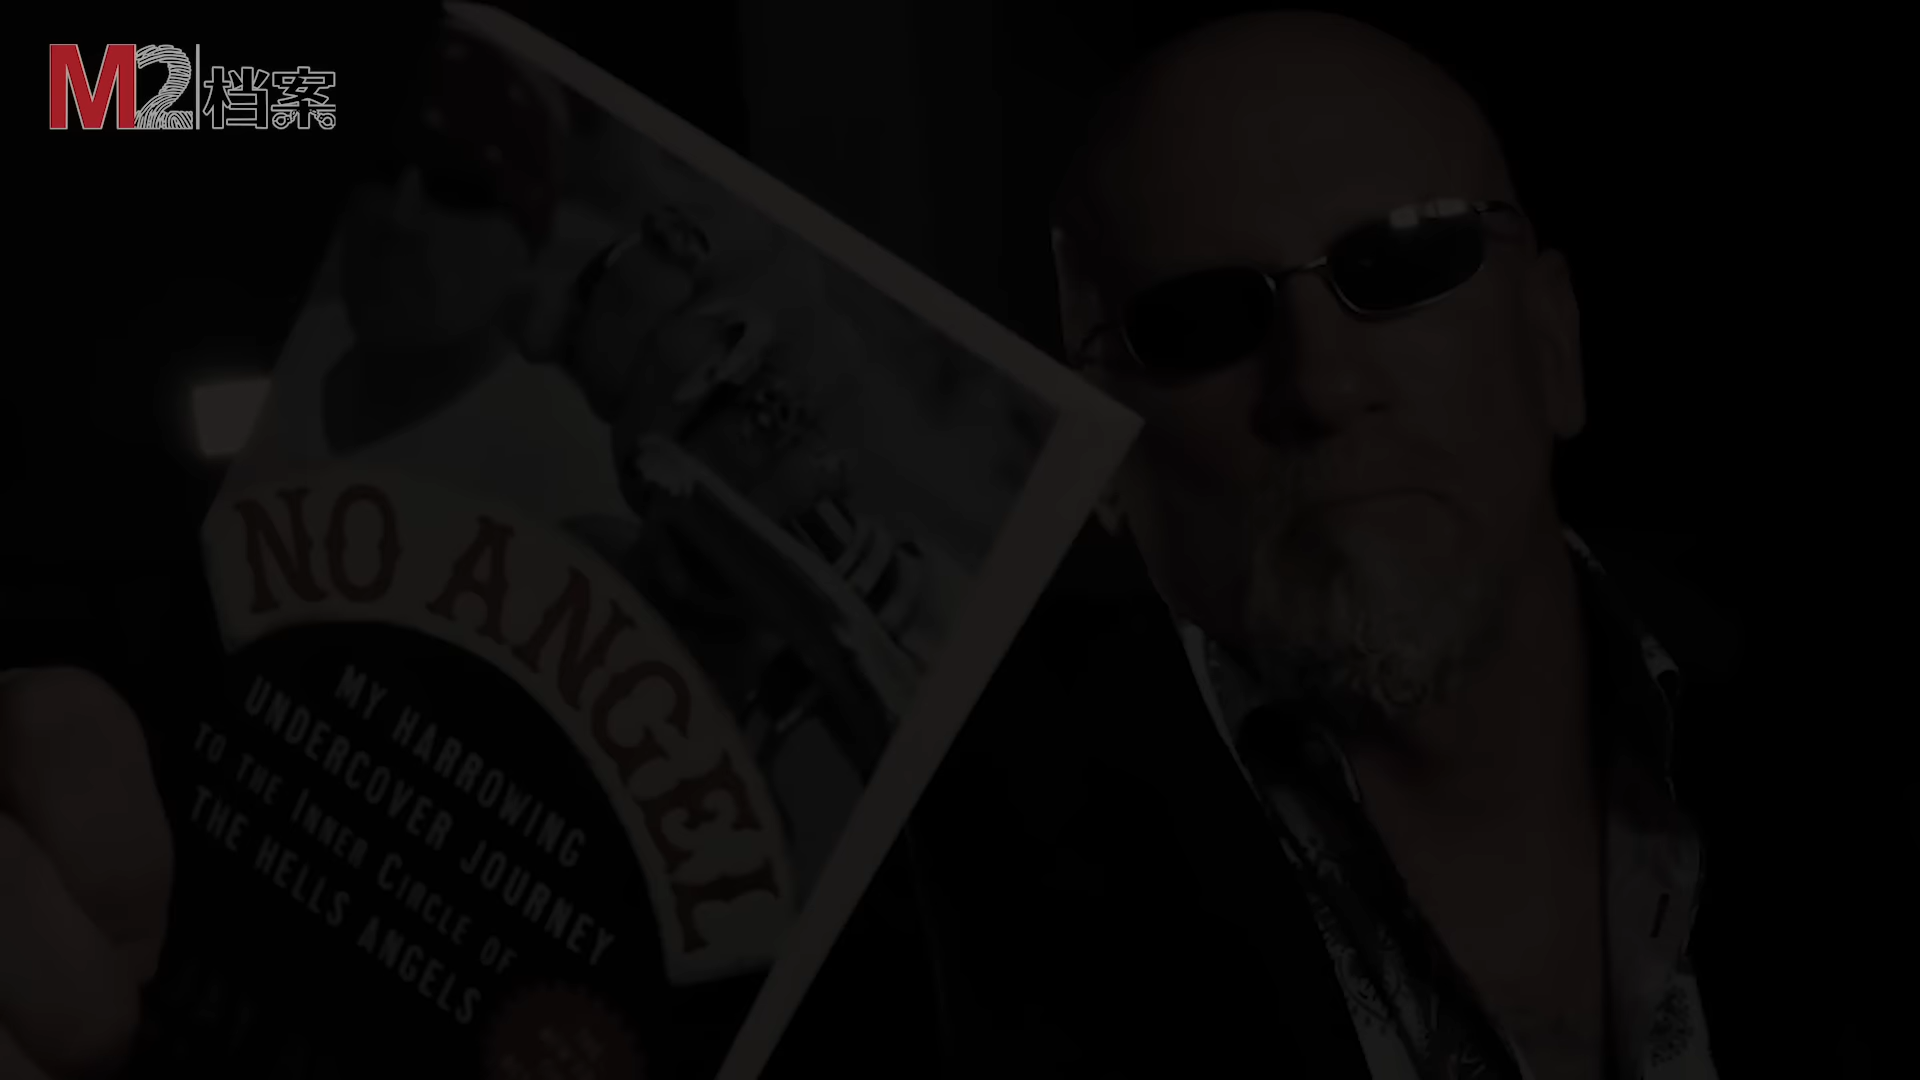 M2档案
NO ANGEL
MY HARROWING
UNDERCOVER JOURNEY
TO THE INNER CIRCLE OF
THE HELLS ANGELS